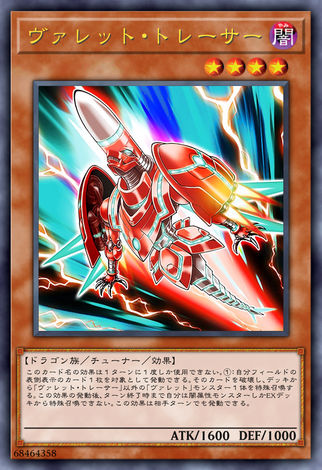 ヴァレット・トレーサー
闇
やみ
【ドラゴン族／チューナー／効果】
このカード名の効果は１ターンに１度しか使用できない。①：自分フィールドの
表側表示のカード１枚を対象として発動できる。そのカードを破壊し、デッキか
ら「ヴァレット・トレーサー」以外の「ヴァレット」モンスター１体を特殊召喚す
る。この効果の発動後、ターン終了時まで自分は闇属性モンスターしかEXデッ
キから特殊召喚できない。この効果は相手ターンでも発動できる。
ATK/1600 DEF/1000
68464358